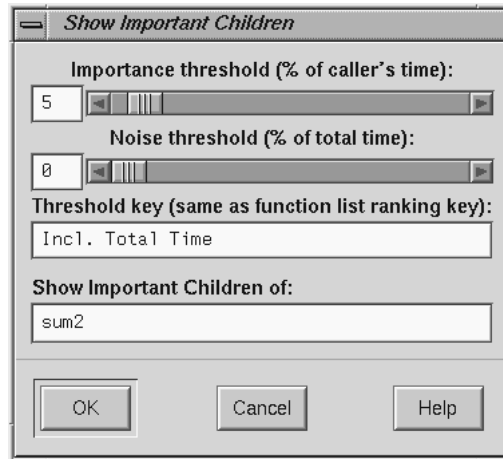 Show Important Children
Importance threshold (% of caller's time):
5
Noise threshold (% of total time):
0
Threshold key (same as function list ranking key):
Incl. Total Time
Show Important Children of:
sum2
OK Cancel Help